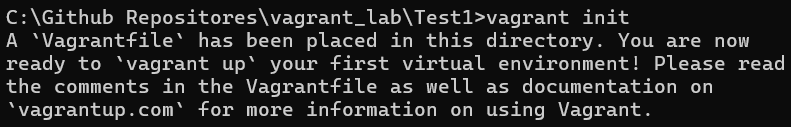 C:\Github Repositores\vagrant_lab\Test1>vagrant init
A `Vagrantfile` has been placed in this directory. You are now
ready to `vagrant up` your first virtual environment! Please read
the comments in the Vagrantfile as well as documentation on
`vagrantup.com` for more information on using Vagrant.